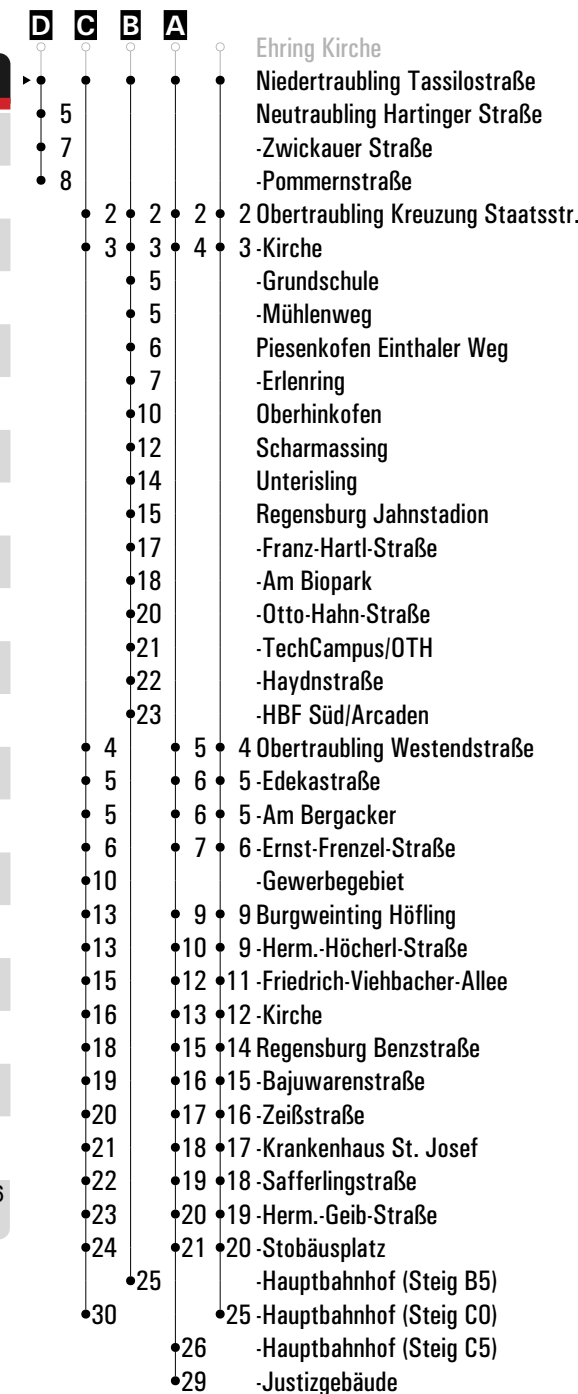 D C B A
Ehring Kirche
Niedertraubling Tassilostraße
5 Neutraubling Hartinger Straße
7 -Zwickauer Straße
8 -Pommernstraße
2 2 2 2 Obertraubling Kreuzung Staatsstr.
3 3 4 3 -Kirche
5 -Grundschule
5 -Mühlenweg
6 Piesenkofen Einthaler Weg
7 -Erlenring
10 Oberhinkofen
12 Scharmassing
14 Unterisling
15 Regensburg Jahnstadion
17 -Franz-Hartl-Straße
18 -Am Biopark
20 -Otto-Hahn-Straße
21 -TechCampus/OTH
22 -Haydnstraße
23 -HBF Süd/Arcaden
4 5 4 Obertraubling Westendstraße
5 6 5 -Edekastraße
5 6 5 -Am Bergacker
6 7 6 -Ernst-Frenzel-Straße
10 -Gewerbegebiet
13 9 9 Burgweinting Höfling
13 10 9 -Herm.-Höcherl-Straße
15 12 11 -Friedrich-Viehbacher-Allee
16 13 12 -Kirche
18 15 14 Regensburg Benzstraße
19 16 15 -Bajuwarenstraße
20 17 16 -Zeißstraße
21 18 17 -Krankenhaus St. Josef
22 19 18 -Safferlingstraße
23 20 19 -Herm.-Geib-Straße
24 21 20 -Stobäusplatz
25 -Hauptbahnhof (Steig B5)
30 25 -Hauptbahnhof (Steig C0)
26 -Hauptbahnhof (Steig C5)
29 -Justizgebäude